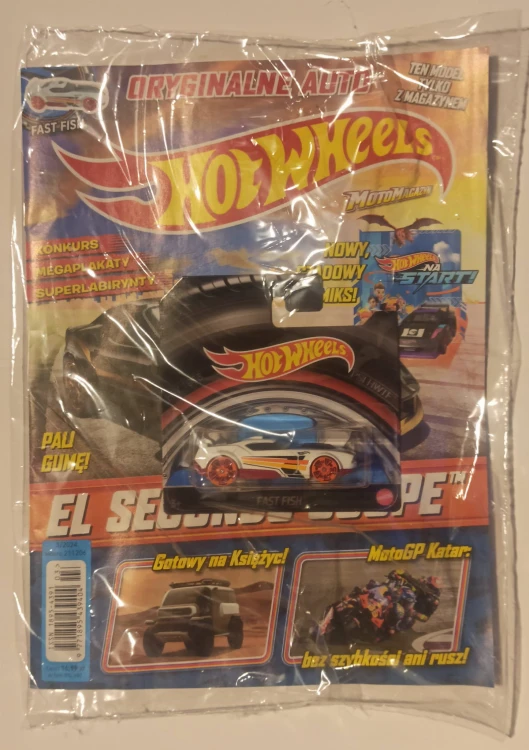 ORYGINALNE AUTO
TEN MODEL
TYLKO
Z MAGAZYNEM
FAST FISH
HOT WHEELS
MOTOMAGAZYN
KONKURS
MEGAPLAKATY
SUPERLABIRYNTY
NOWY,
HOT WHEELS
NA
START!
HOT WHEELS
PALI
GUMĘ!
FAST FISH
EL SEGUNDO COUPE™
Gotowy na Księżyc!
MotoGP Katar:
bez szybkości ani rusz!